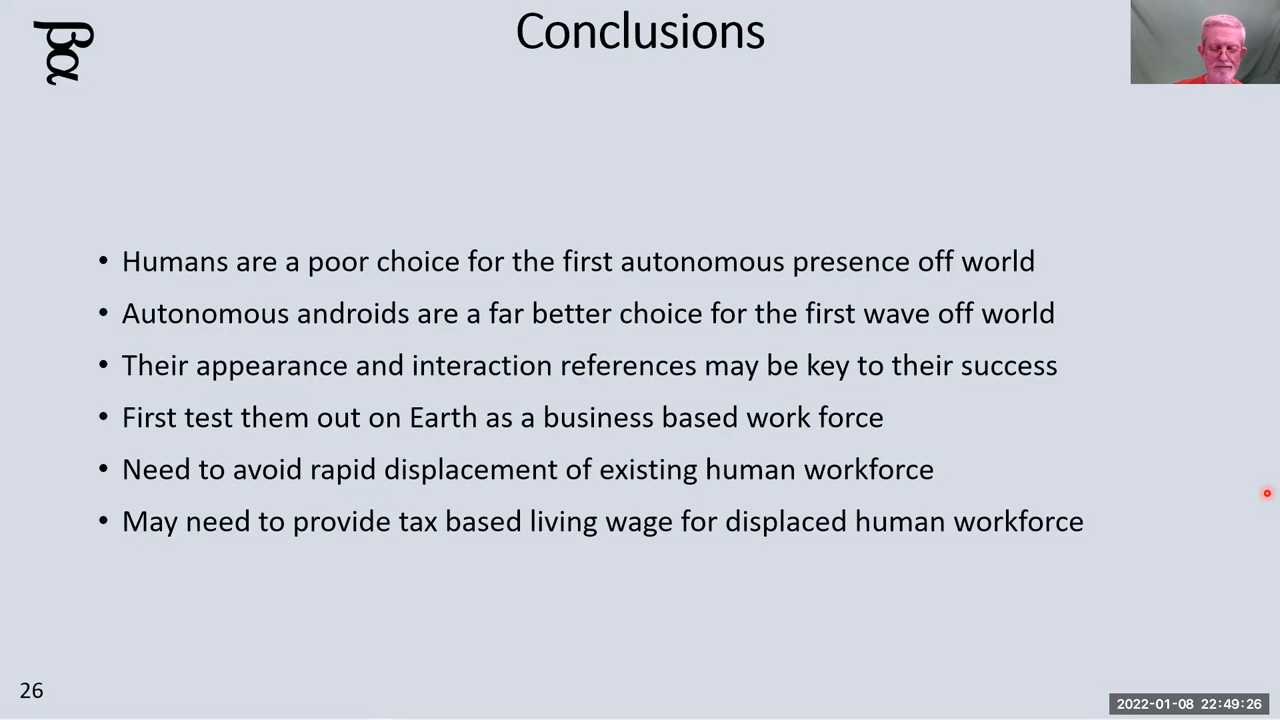 βα
Conclusions
• Humans are a poor choice for the first autonomous presence off world
• Autonomous androids are a far better choice for the first wave off world
• Their appearance and interaction references may be key to their success
• First test them out on Earth as a business based work force
• Need to avoid rapid displacement of existing human workforce
• May need to provide tax based living wage for displaced human workforce
26
2022-01-08 22:49:26